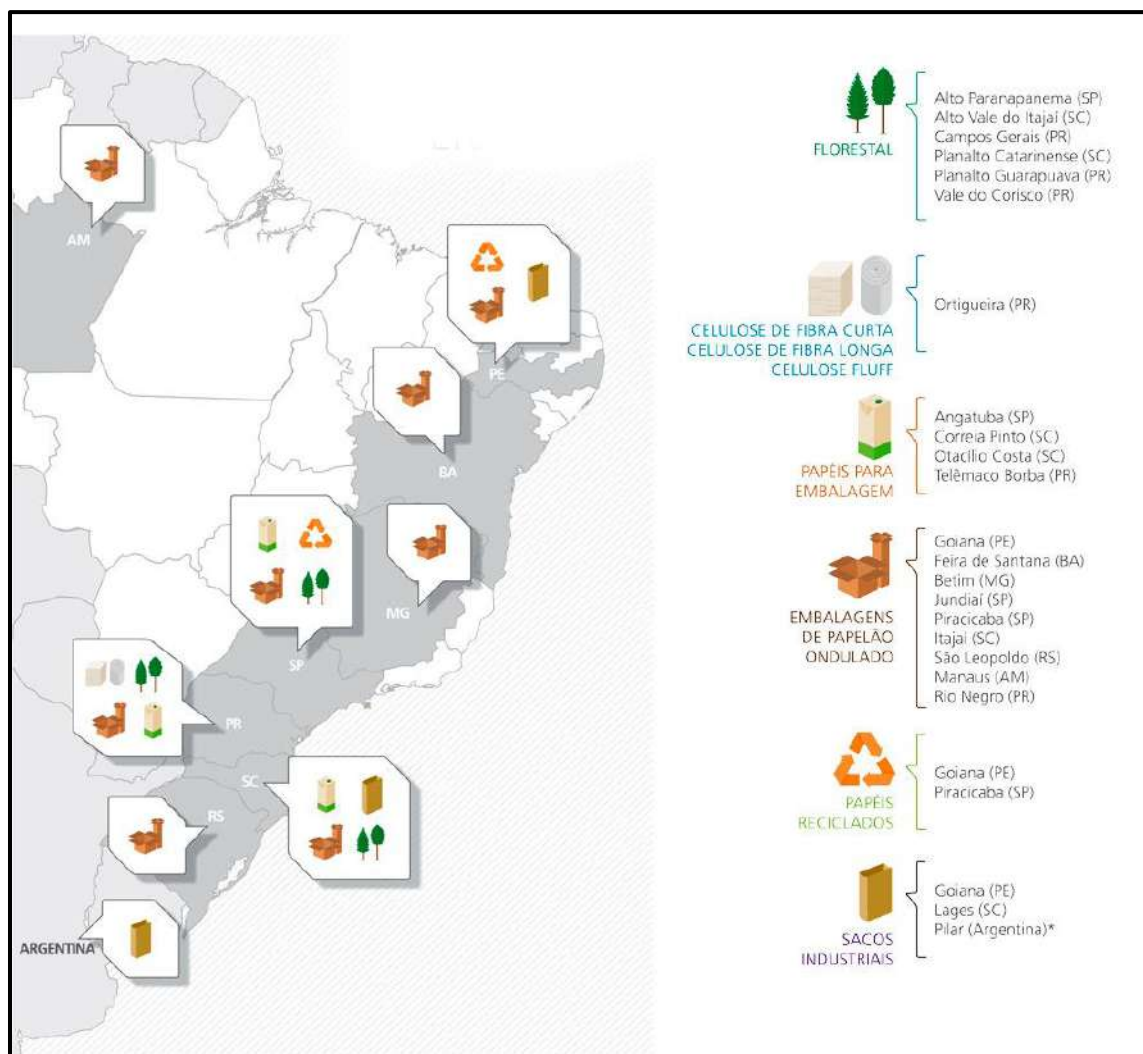 AM
PE
BA
MG
SP
PR
SC
RS
ARGENTINA
FLORESTAL
Alto Paranapanema (SP)
Alto Vale do Itajaí (SC)
Campos Gerais (PR)
Planalto Catarinense (SC)
Planalto Guarapuava (PR)
Vale do Corisco (PR)
CELULOSE DE FIBRA CURTA
CELULOSE DE FIBRA LONGA
CELULOSE FLUFF
Ortigueira (PR)
PAPÉIS PARA
EMBALAGEM
Angatuba (SP)
Correia Pinto (SC)
Otacílio Costa (SC)
Telêmaco Borba (PR)
EMBALAGENS
DE PAPELÃO
ONDULADO
Goiana (PE)
Feira de Santana (BA)
Betim (MG)
Jundiaí (SP)
Piracicaba (SP)
Itajaí (SC)
São Leopoldo (RS)
Manaus (AM)
Rio Negro (PR)
PAPÉIS
RECICLADOS
Goiana (PE)
Piracicaba (SP)
SACOS
INDUSTRIAIS
Goiana (PE)
Lages (SC)
Pilar (Argentina)*